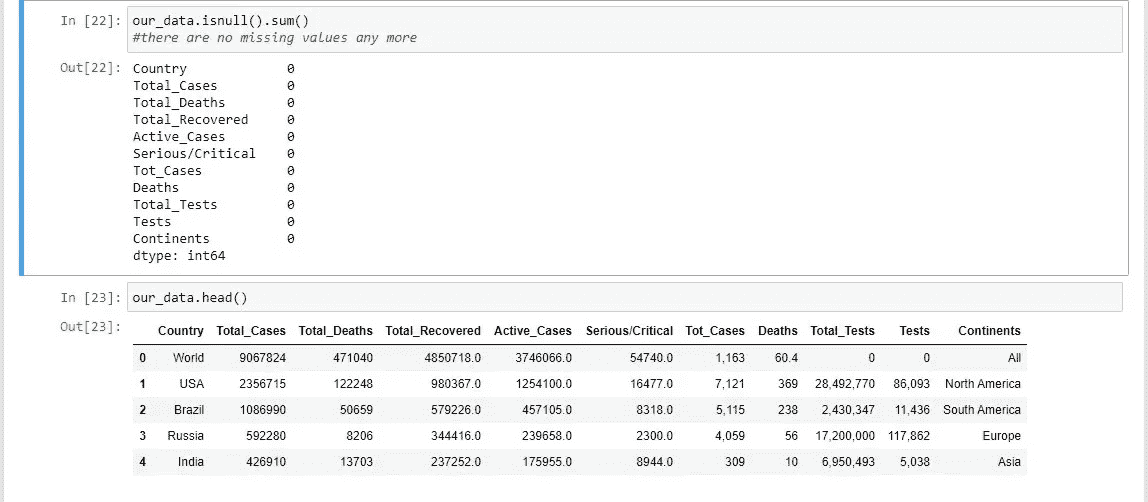 In [22]: our_data.isnull().sum()
#there are no missing values any more
Out[22]: Country 0
Total_Cases 0
Total_Deaths 0
Total_Recovered 0
Active_Cases 0
Serious/Critical 0
Tot_Cases 0
Deaths 0
Total_Tests 0
Tests 0
Continents 0
dtype: int64
In [23]: our_data.head()
Out[23]:
Country Total_Cases Total_Deaths Total_Recovered Active_Cases Serious/Critical Tot_Cases Deaths Total_Tests Tests Continents
0 World 9067824 471040 4850718.0 3746066.0 54740.0 1,163 60.4 0 0 All
1 USA 2356715 122248 980367.0 1254100.0 16477.0 7,121 369 28,492,770 86,093 North America
2 Brazil 1086990 50659 579226.0 457105.0 8318.0 5,115 238 2,430,347 11,436 South America
3 Russia 592280 8206 344416.0 239658.0 2300.0 4,059 56 17,200,000 117,862 Europe
4 India 426910 13703 237252.0 175955.0 8944.0 309 10 6,950,493 5,038 Asia